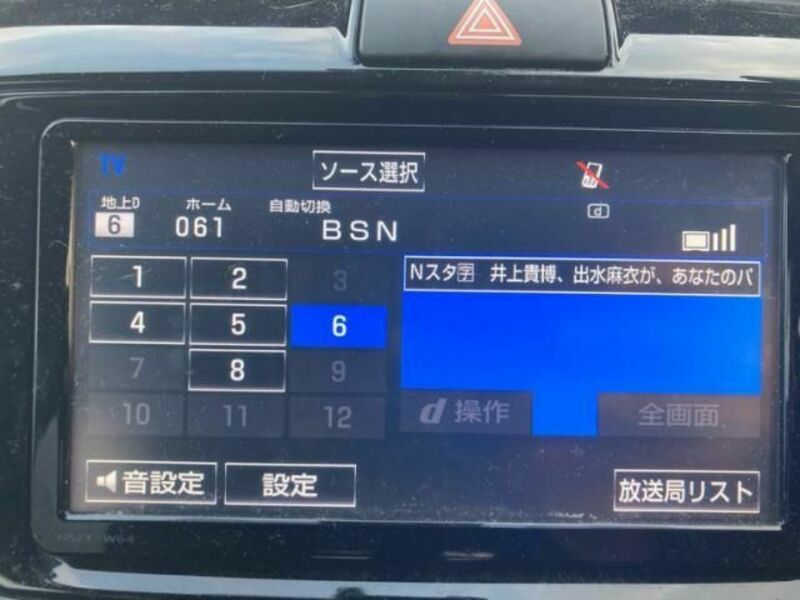 TV ソース選択
地上D ホーム 自動切換 d
6 061 BSN
1 2 3 Nスタ🈑 井上貴博、出水麻衣が、あなたのパ
4 5 6
7 8 9
10 11 12 d 操作 全画面
音設定 設定 放送局リスト
NSZT-W64